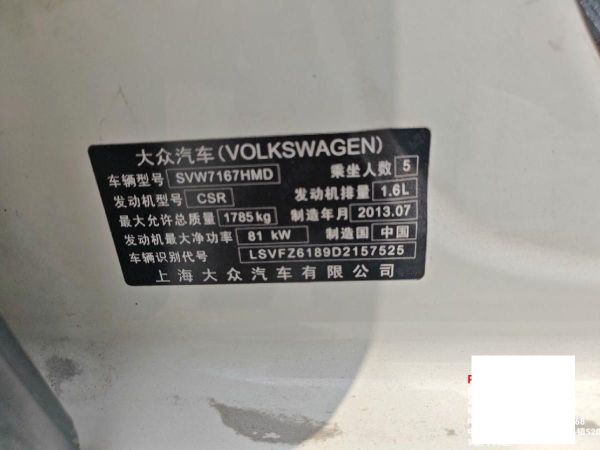 大众汽车(VOLKSWAGEN)
车辆型号 SVW7167HMD 乘坐人数 5
发动机型号 CSR 发动机排量 1.6L
最大允许总质量 1785kg 制造年月 2013.07
发动机最大净功率 81 kW 制造国 中国
车辆识别代号 LSVFZ6189D2157525
上海大众汽车有限公司